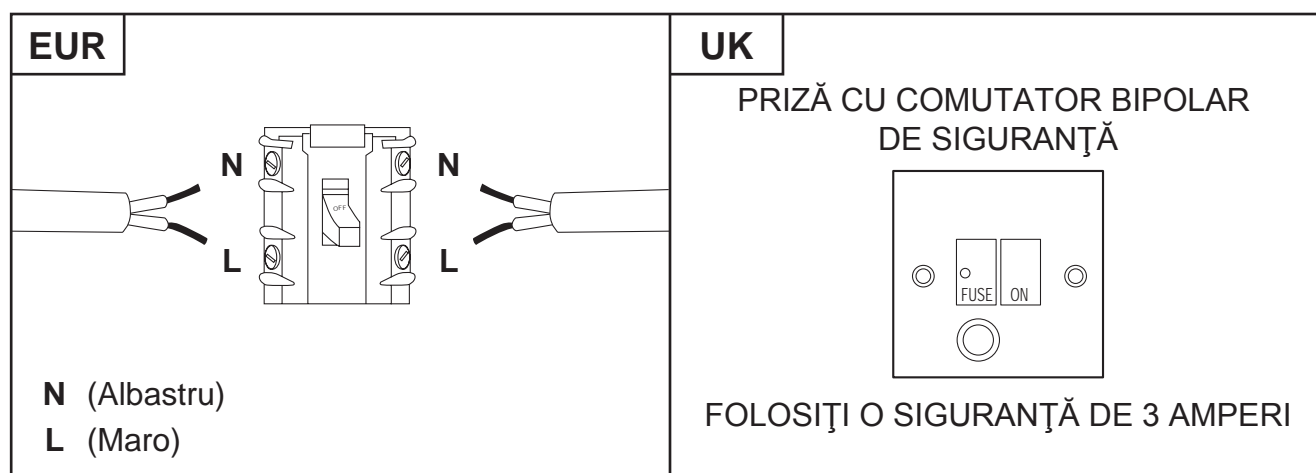 EUR
N
N
OFF
L
L
N (Albastru)
L (Maro)
UK
PRIZĂ CU COMUTATOR BIPOLAR
DE SIGURANŢĂ
FUSE ON
FOLOSIŢI O SIGURANŢĂ DE 3 AMPERI